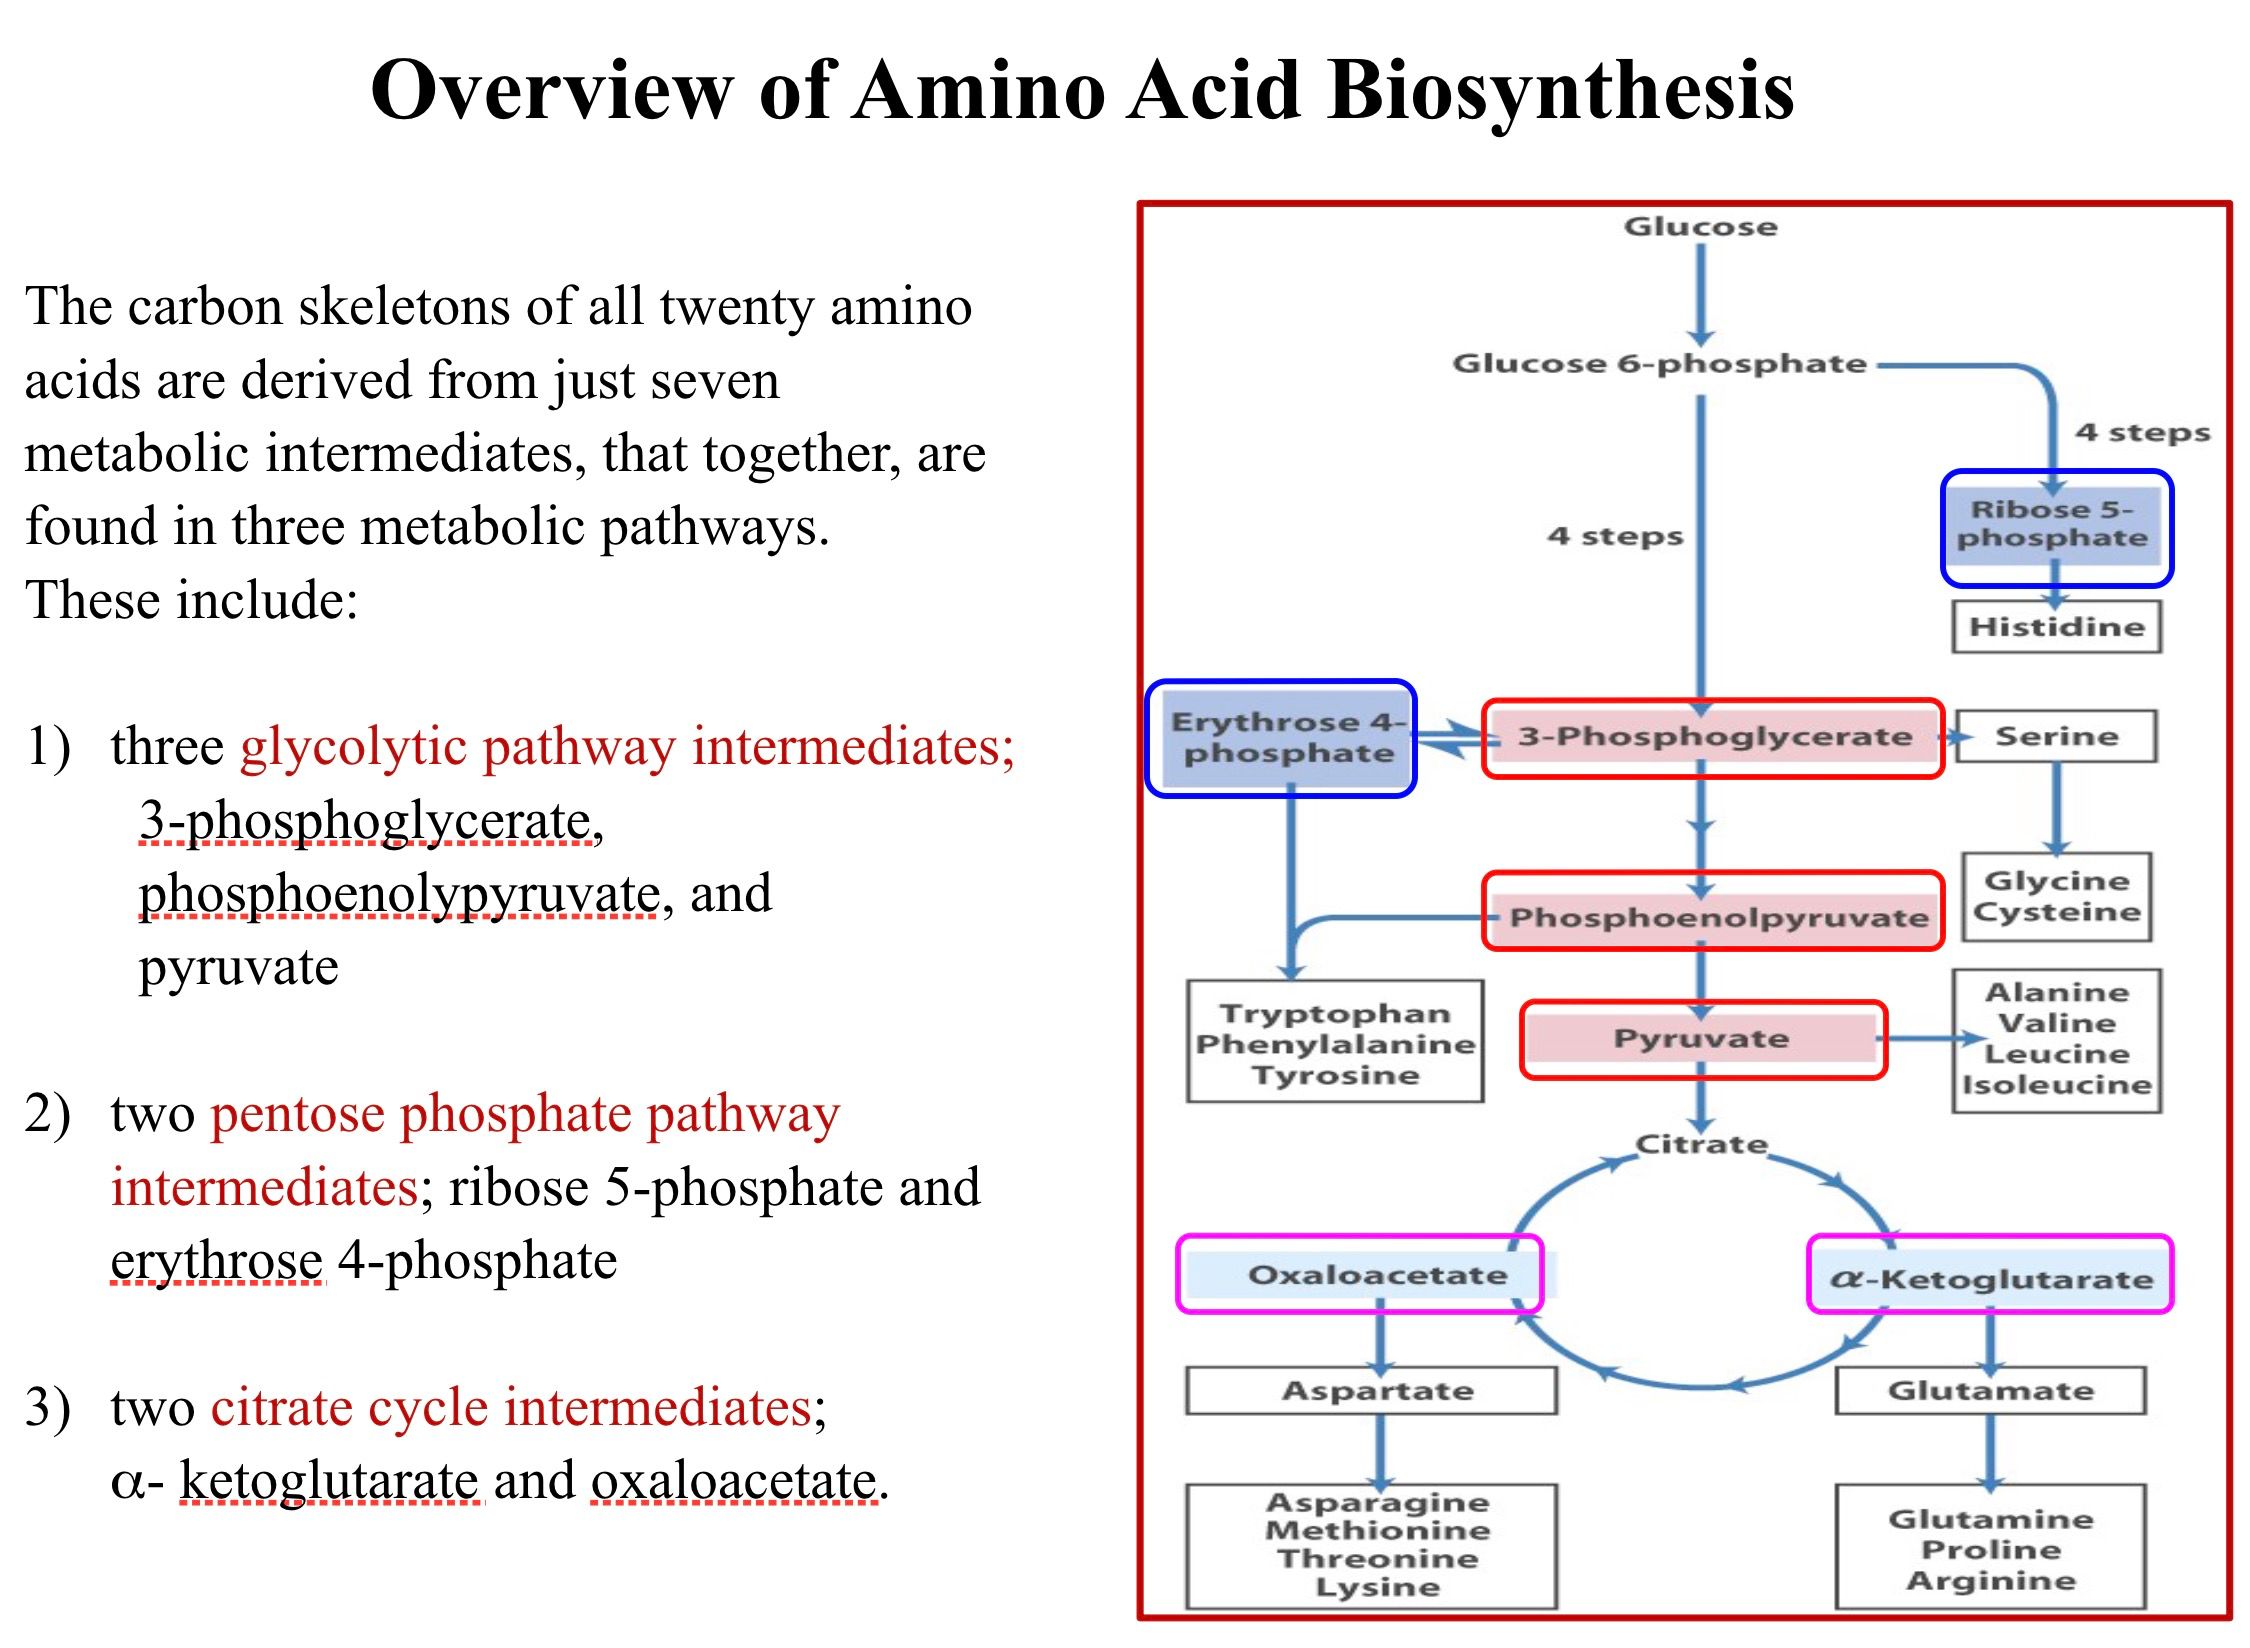 Overview of Amino Acid Biosynthesis
The carbon skeletons of all twenty amino
acids are derived from just seven
metabolic intermediates, that together, are
found in three metabolic pathways.
These include:
1) three glycolytic pathway intermediates;
3-phosphoglycerate,
phosphoenolypyruvate, and
pyruvate
2) two pentose phosphate pathway
intermediates; ribose 5-phosphate and
erythrose 4-phosphate
3) two citrate cycle intermediates;
α- ketoglutarate and oxaloacetate.
Glucose
Glucose 6-phosphate
4 steps
4 steps
Ribose 5-
phosphate
Histidine
Erythrose 4-
phosphate
3-Phosphoglycerate
Serine
Glycine
Cysteine
Phosphoenolpyruvate
Tryptophan
Phenylalanine
Tyrosine
Pyruvate
Alanine
Valine
Leucine
Isoleucine
Citrate
Oxaloacetate
α-Ketoglutarate
Aspartate
Glutamate
Asparagine
Methionine
Threonine
Lysine
Glutamine
Proline
Arginine